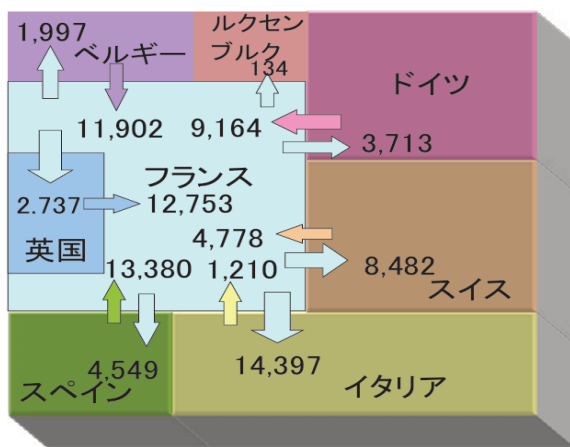 1,997
ベルギー
ルクセン
ブルク
134
ドイツ
11,902
9,164
3,713
フランス
2.737
12,753
英国
4,778
13,380
1,210
8,482
スイス
4,549
14,397
スペイン
イタリア